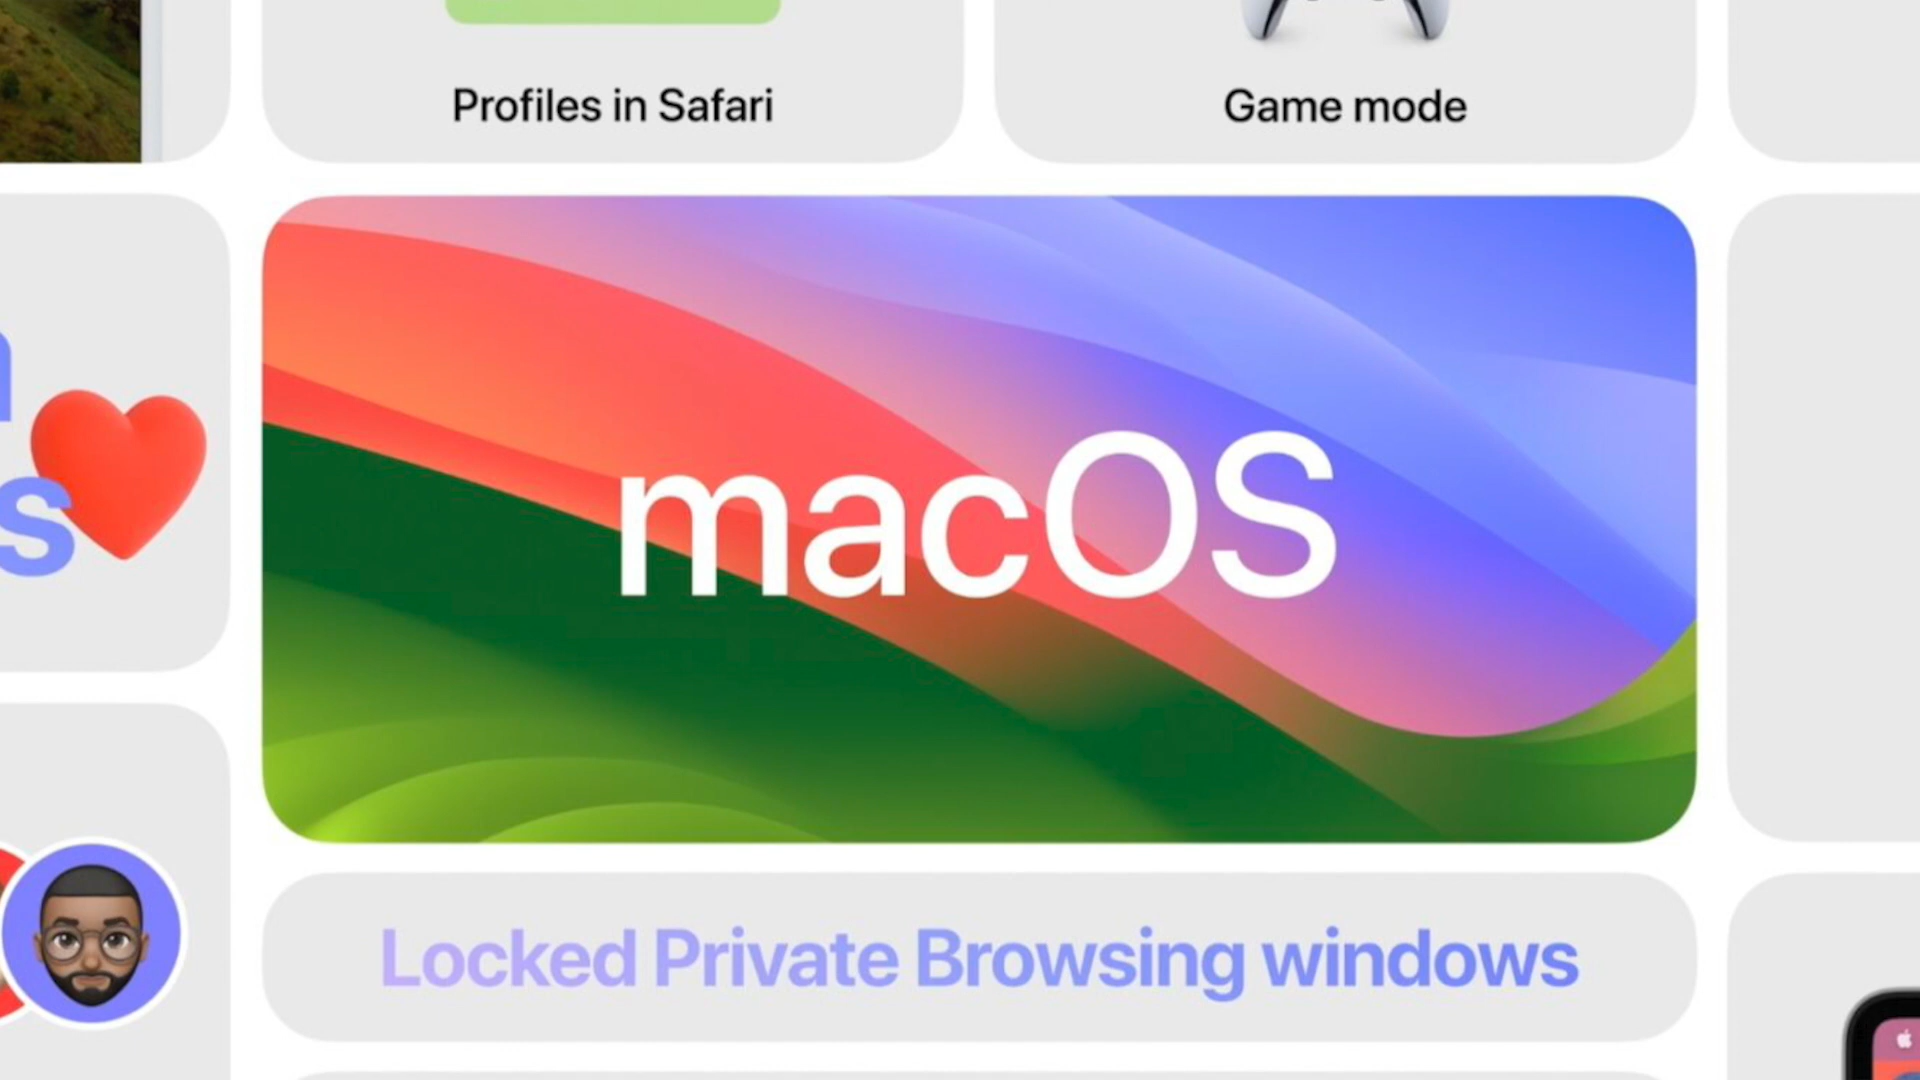 Profiles in Safari
Game mode
macOS
s
Locked Private Browsing windows